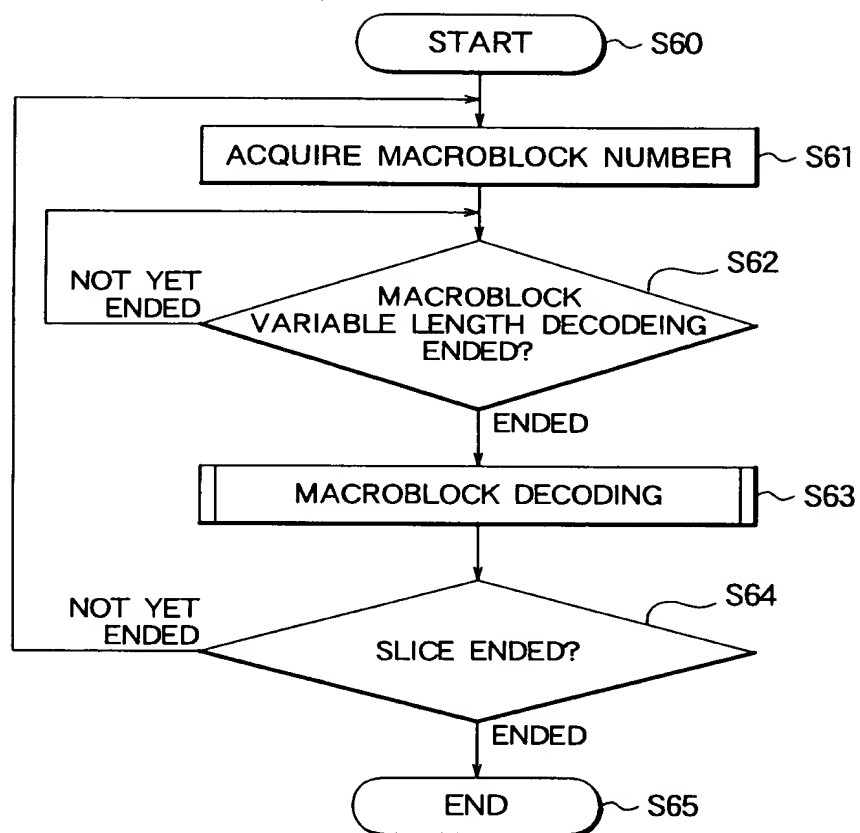 START
S60
ACQUIRE MACROBLOCK NUMBER
S61
S62
NOT YET
ENDED
MACROBLOCK
VARIABLE LENGTH DECODEING
ENDED?
ENDED
MACROBLOCK DECODING
S63
S64
NOT YET
ENDED
SLICE ENDED?
ENDED
END
S65